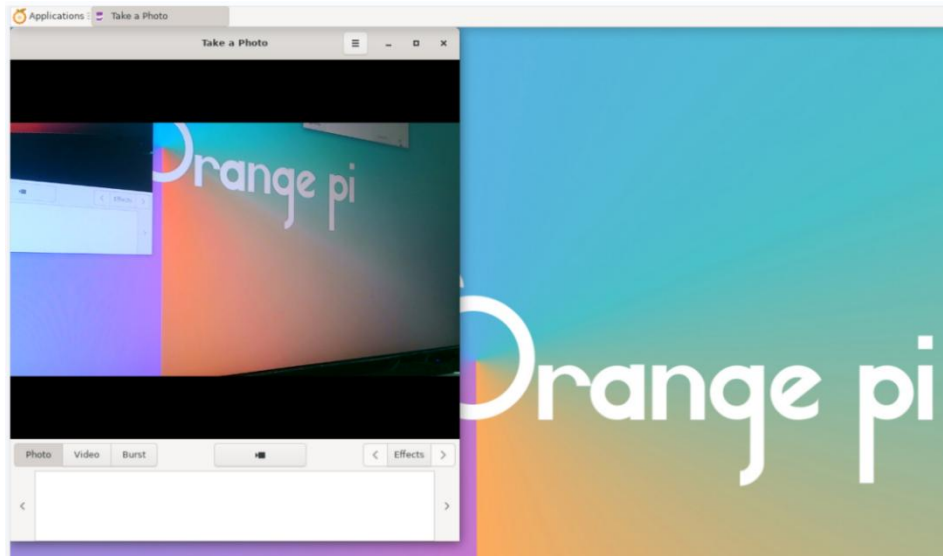 Applications
Take a Photo
Take a Photo
Orange pi
Effects
Photo
Video
Burst
Effects
Orange pi